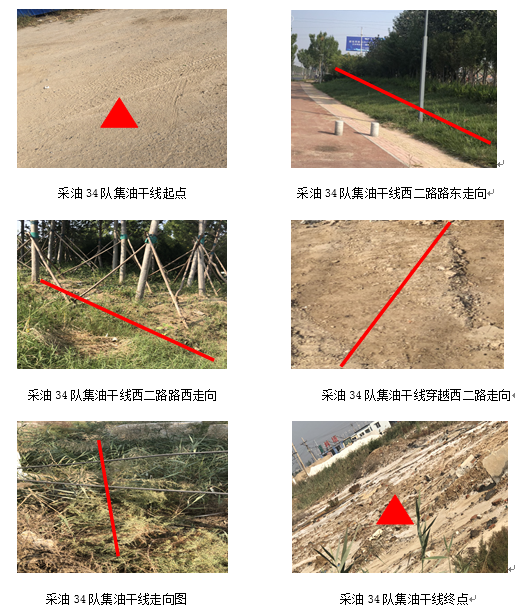 采油 34 队集油干线起点
采油 34 队集油干线西二路路东走向
采油 34 队集油干线西二路路西走向
采油 34 队集油干线穿越西二路走向
采油 34 队集油干线走向图
采油 34 队集油干线终点